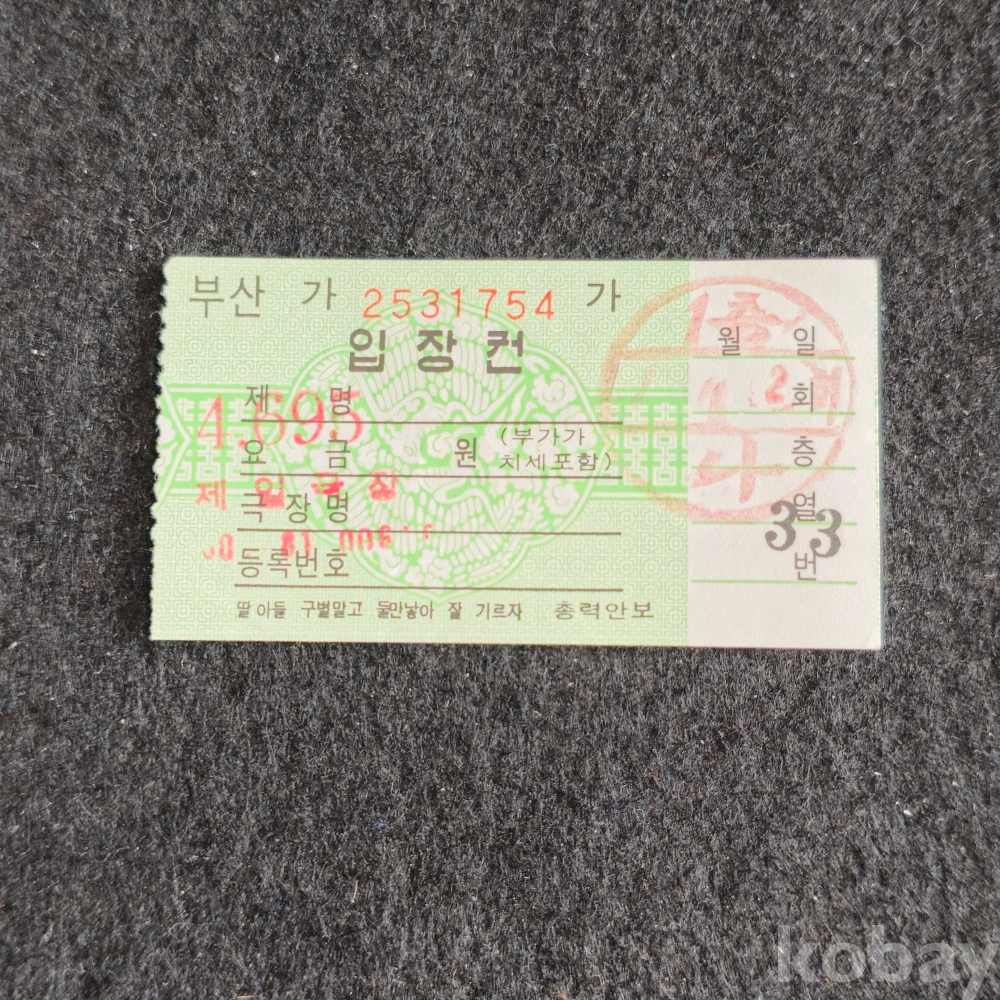 부산 가 2531754 가
입장컨
제 명
4.695
요 금 원 (부가가
치세포함)
제일극장
극장명
등록번호
딸아들 구별말고 둘만낳아 잘 기르자 총력안보
월 일
2 회
층
열
33
번
kobay